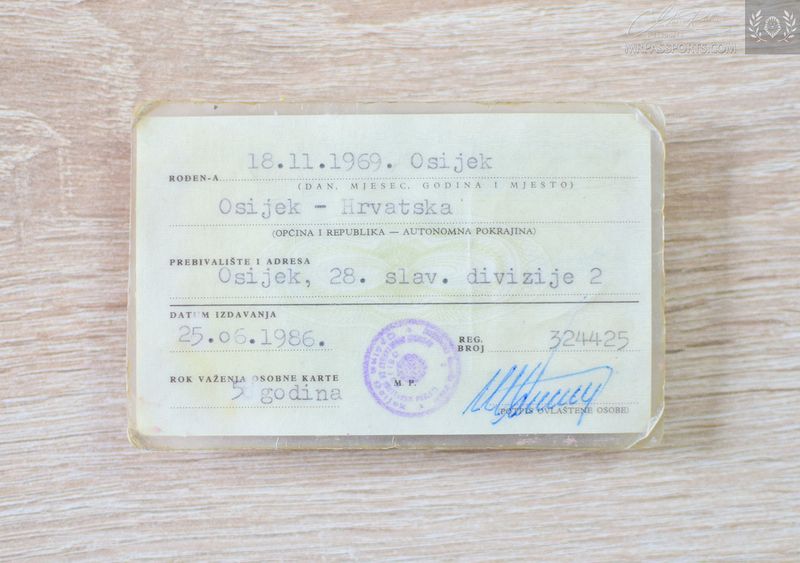 MRPASSPORTS.COM
18.11.1969. Osijek
ROĐEN-A
(DAN, MJESEC, GODINA I MJESTO)
Osijek - Hrvatska
(OPĆINA I REPUBLIKA — AUTONOMNA POKRAJINA)
PREBIVALIŠTE I ADRESA
Osijek, 28. slav. divizije 2
DATUM IZDAVANJA
25.06.1986.
REG. BROJ 324425
ROK VAŽENJA OSOBNE KARTE
5 godina
M. P.
(POTPIS OVLAŠTENE OSOBE)